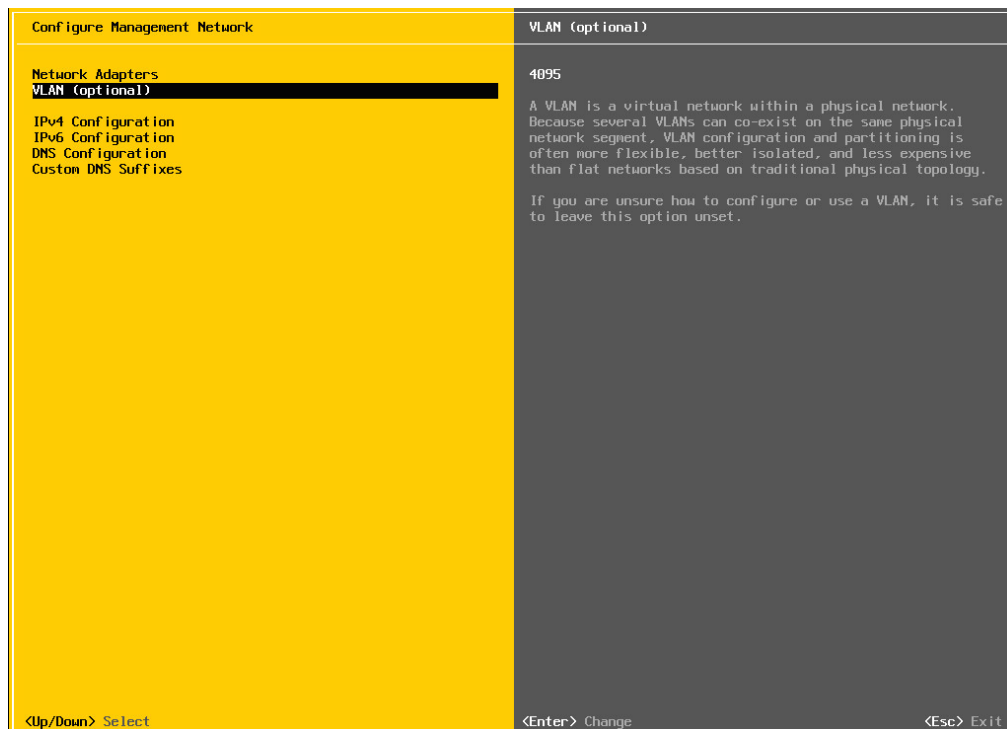 Configure Management Network
VLAN (optional)
Network Adapters
VLAN (optional)
IPv4 Configuration
IPv6 Configuration
DNS Configuration
Custom DNS Suffixes
4095
A VLAN is a virtual network within a physical network.
Because several VLANs can co-exist on the same physical
network segment, VLAN configuration and partitioning is
often more flexible, better isolated, and less expensive
than flat networks based on traditional physical topology.
If you are unsure how to configure or use a VLAN, it is safe
to leave this option unset.
<Up/Down> Select
<Enter> Change
<Esc> Exit